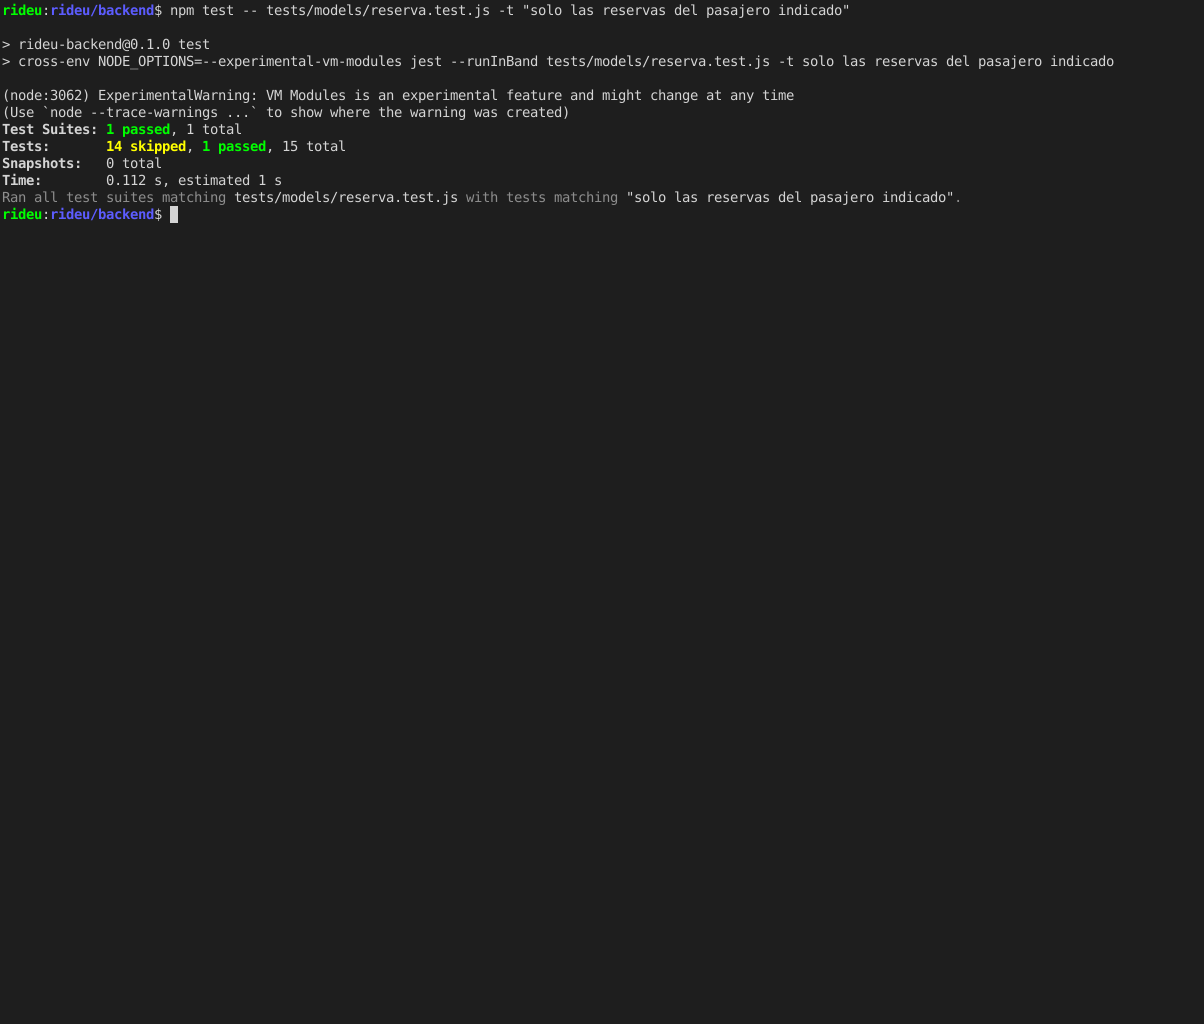 rideu:rideu/backend$ npm test -- tests/models/reserva.test.js -t "solo las reservas del pasajero indicado"
> rideu-backend@0.1.0 test
> cross-env NODE_OPTIONS=--experimental-vm-modules jest --runInBand tests/models/reserva.test.js -t solo las reservas del pasajero indicado
(node:3062) ExperimentalWarning: VM Modules is an experimental feature and might change at any time
(Use `node --trace-warnings ...` to show where the warning was created)
Test Suites: 1 passed, 1 total
Tests:       14 skipped, 1 passed, 15 total
Snapshots:   0 total
Time:        0.112 s, estimated 1 s
Ran all test suites matching tests/models/reserva.test.js with tests matching "solo las reservas del pasajero indicado".
rideu:rideu/backend$